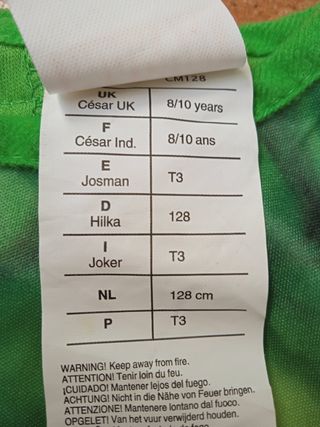 CM128
UK
César UK 8/10 years
F
César Ind. 8/10 ans
E
Josman T3
D
Hilka 128
I
Joker T3
NL 128 cm
P T3
WARNING! Keep away from fire.
ATTENTION! Tenir loin du feu.
¡CUIDADO! Mantener lejos del fuego.
ACHTUNG! Nicht in die Nähe von Feuer bringen.
ATTENZIONE! Mantenere lontano dal fuoco.
OPGELET! Van het vuur verwijderd houden.